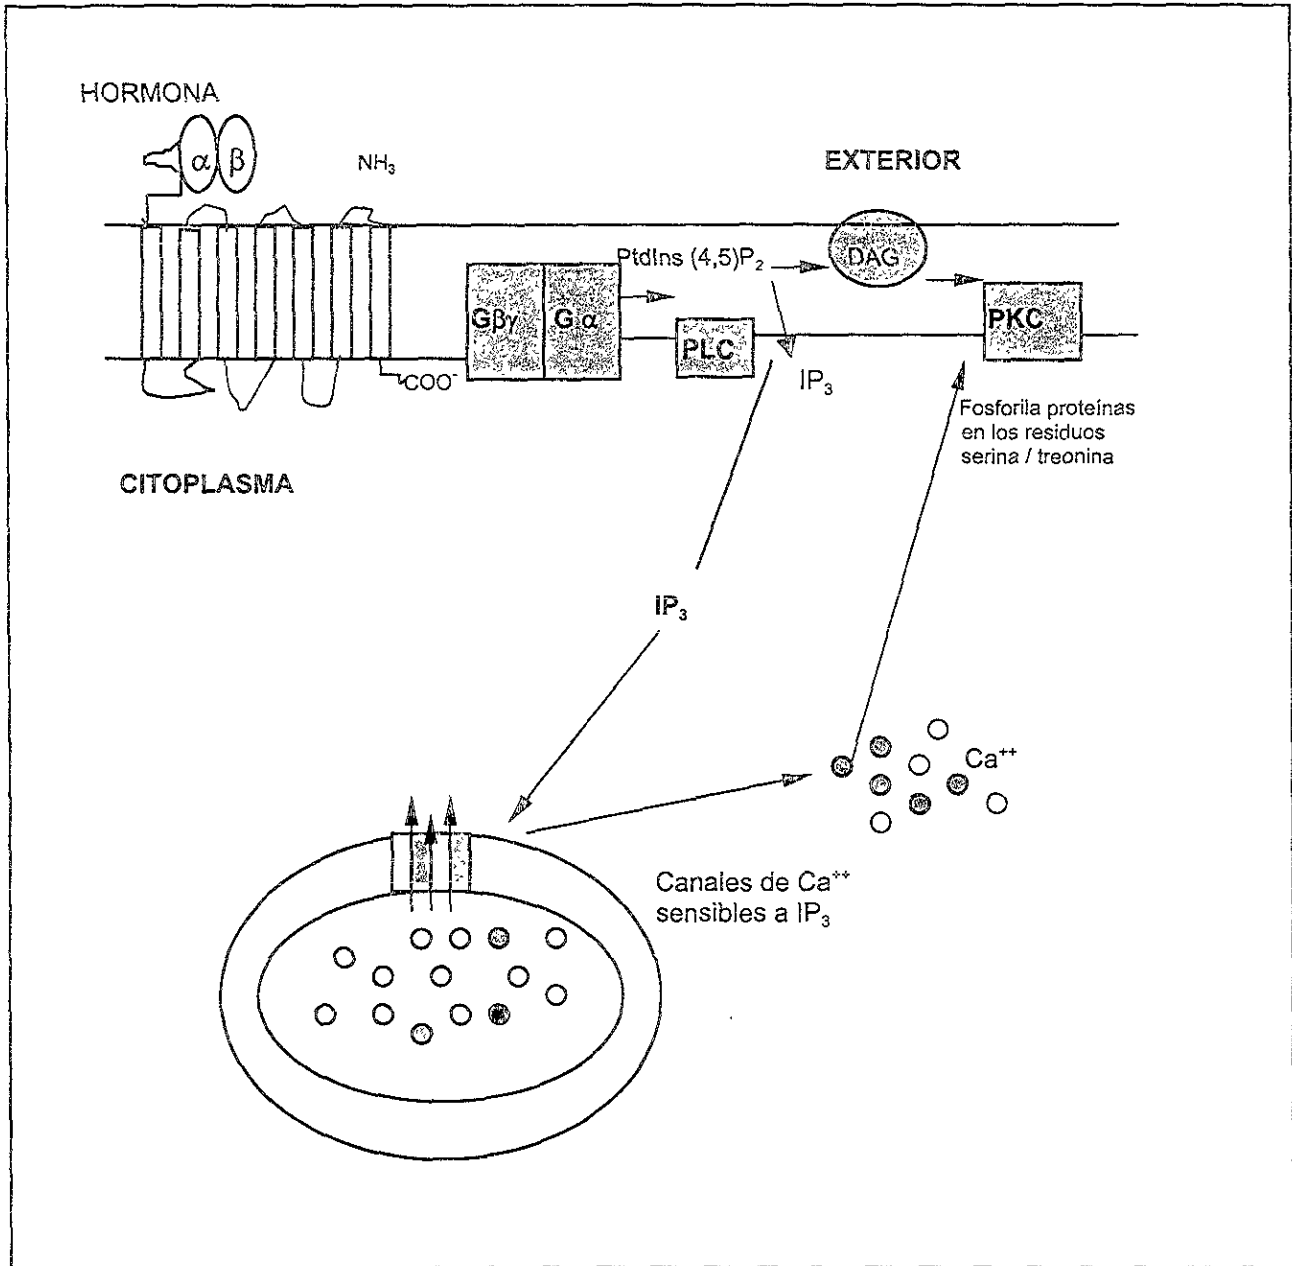 HORMONA
α β
NH₃
EXTERIOR
PtdIns (4,5)P₂
DAG
Gβγ
G α
PLC
PKC
COO⁻
IP₃
Fosforila proteínas
en los residuos
serina / treonina
CITOPLASMA
IP₃
Ca⁺⁺
Canales de Ca⁺⁺
sensibles a IP₃